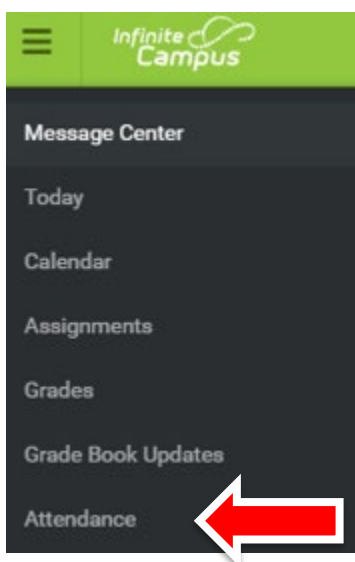 Infinite
Campus
Message Center
Today
Calendar
Assignments
Grades
Grade Book Updates
Attendance